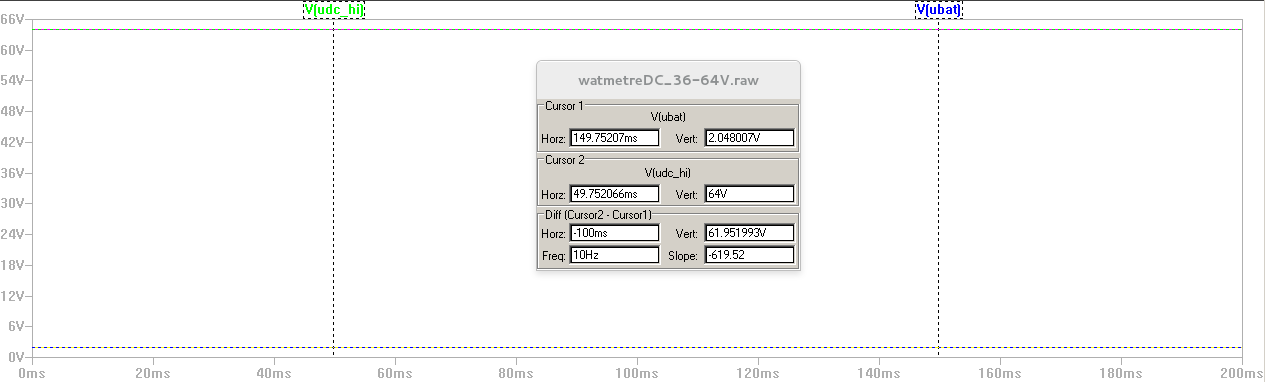 V(udc_hi) V(ubat)
66V
60V
54V
48V
42V
36V
30V
24V
18V
12V
6V
0V
0ms 20ms 40ms 60ms 80ms 100ms 120ms 140ms 160ms 180ms 200ms
watmetreDC_36-64V.raw
Cursor 1
V(ubat)
Horz: 149.75207ms Vert: 2.048007V
Cursor 2
V(udc_hi)
Horz: 49.752066ms Vert: 64V
Diff (Cursor2 - Cursor1)
Horz: -100ms Vert: 61.951993V
Freq: 10Hz Slope: -619.52